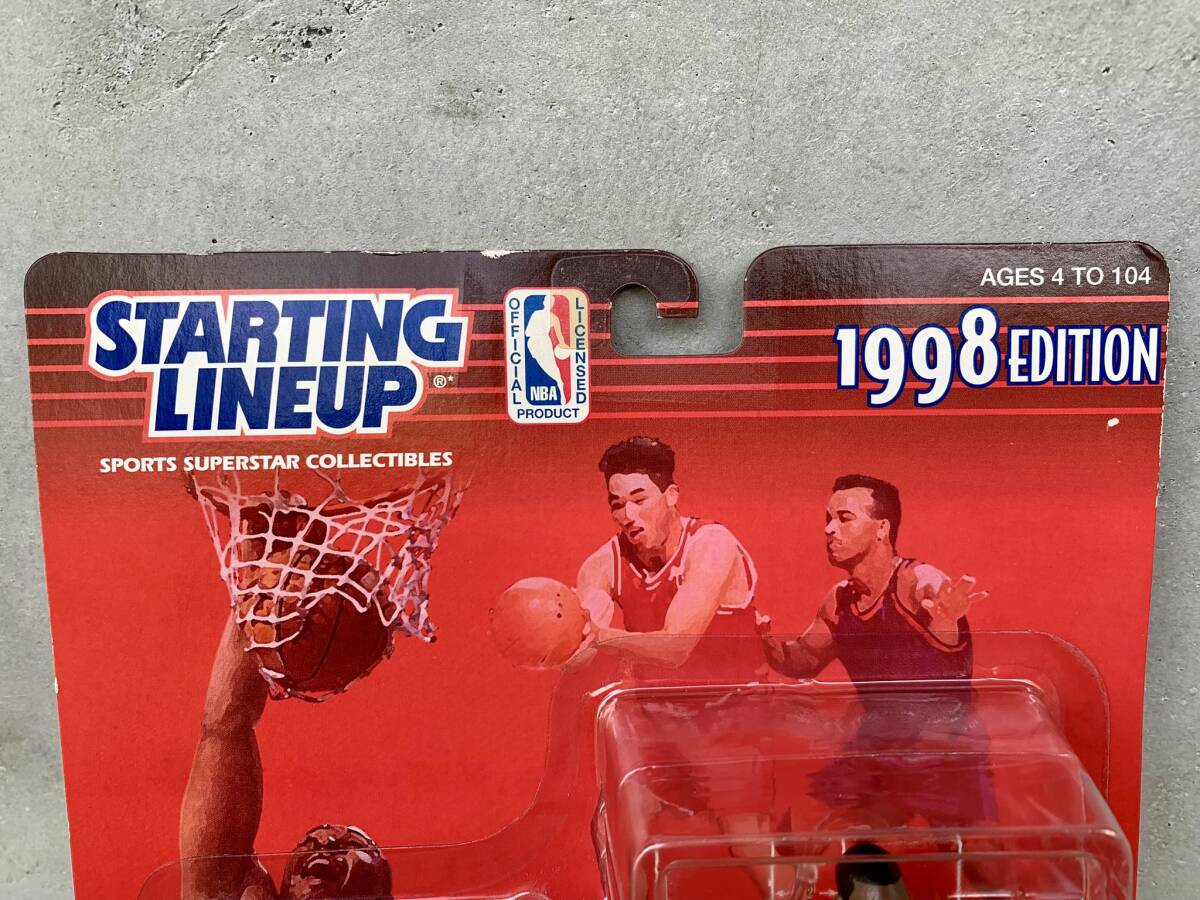 STARTING
LINEUP®*
SPORTS SUPERSTAR COLLECTIBLES
OFFICIAL
LICENSED
NBA
PRODUCT
AGES 4 TO 104
1998 EDITION